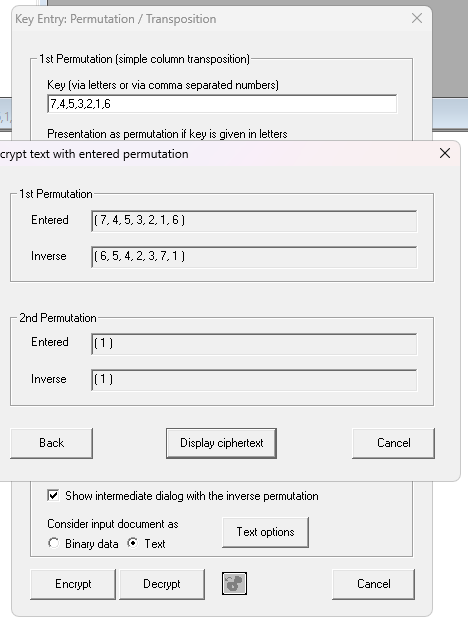 Key Entry: Permutation / Transposition
1st Permutation (simple column transposition)
Key (via letters or via comma separated numbers)
7,4,5,3,2,1,6
Presentation as permutation if key is given in letters
crypt text with entered permutation
1st Permutation
Entered ( 7, 4, 5, 3, 2, 1, 6 )
Inverse ( 6, 5, 4, 2, 3, 7, 1 )
2nd Permutation
Entered ( 1 )
Inverse ( 1 )
Back Display ciphertext Cancel
Show intermediate dialog with the inverse permutation
Consider input document as
Binary data Text Text options
Encrypt Decrypt Cancel